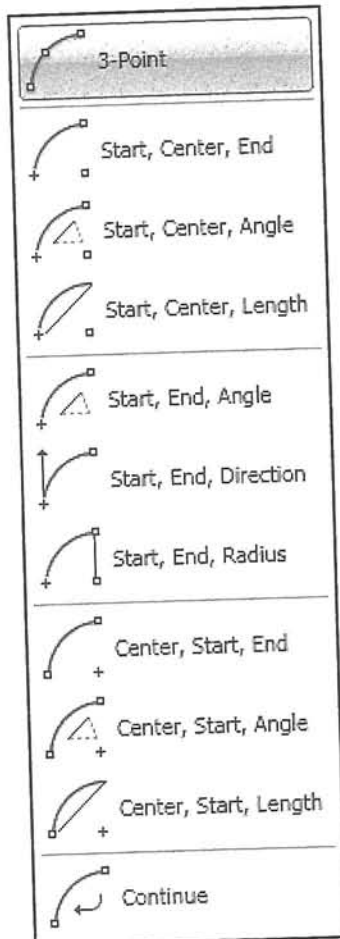 3-Point
Start, Center, End
Start, Center, Angle
Start, Center, Length
Start, End, Angle
Start, End, Direction
Start, End, Radius
Center, Start, End
Center, Start, Angle
Center, Start, Length
Continue